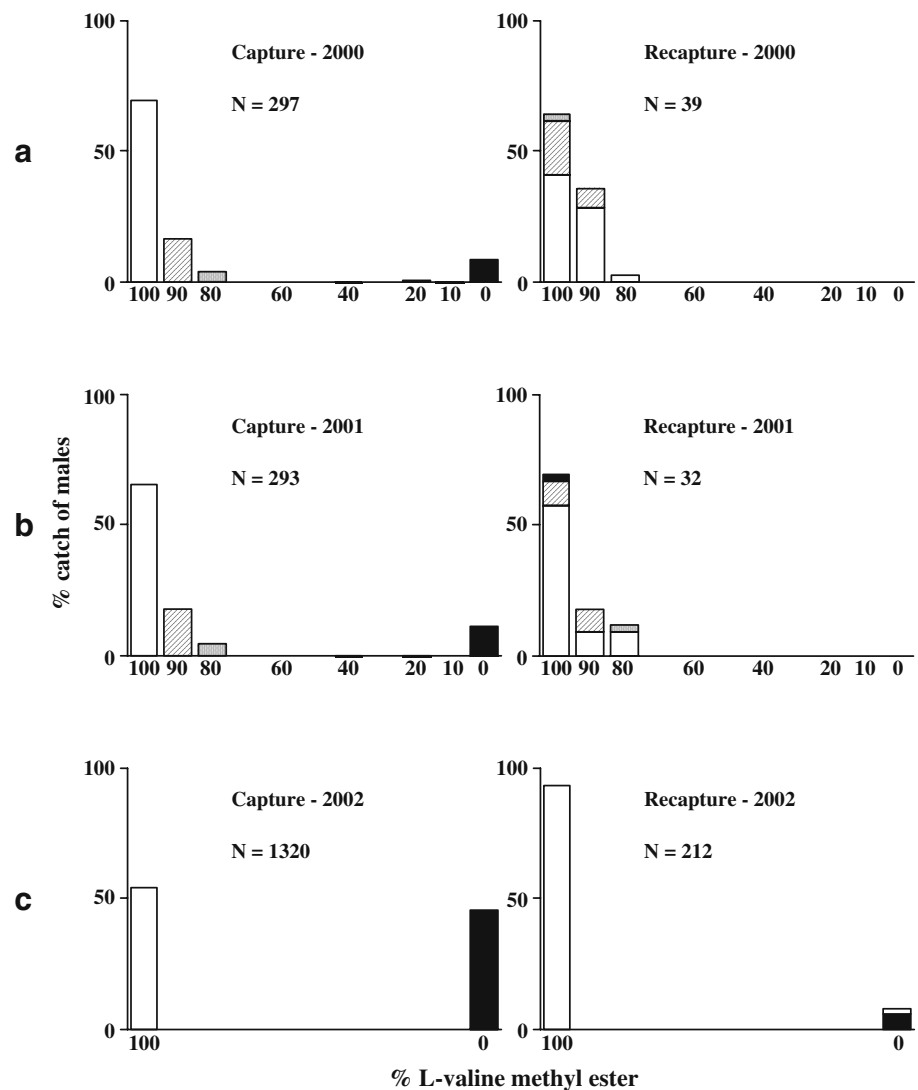 a
Capture - 2000
N = 297
100
50
0
100 90 80 60 40 20 10 0
Recapture - 2000
N = 39
100
50
0
100 90 80 60 40 20 10 0
b
% catch of males
Capture - 2001
N = 293
100
50
0
100 90 80 60 40 20 10 0
Recapture - 2001
N = 32
100
50
0
100 90 80 60 40 20 10 0
c
Capture - 2002
N = 1320
100
50
0
100 0
Recapture - 2002
N = 212
100
50
0
100 0
% L-valine methyl ester